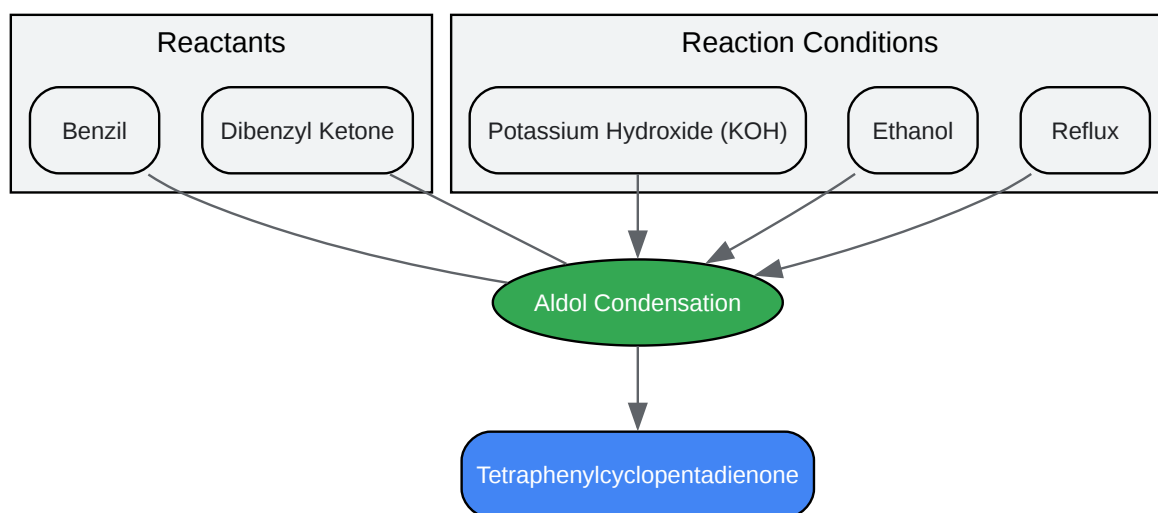 Reactants
Reaction Conditions
Benzil
Dibenzyl Ketone
Potassium Hydroxide (KOH)
Ethanol
Reflux
Aldol Condensation
Tetraphenylcyclopentadienone